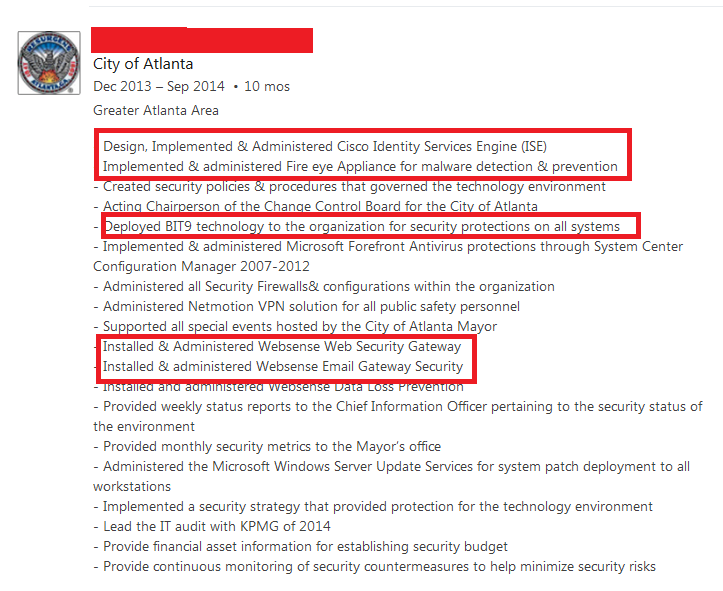 City of Atlanta
Dec 2013 – Sep 2014 • 10 mos
Greater Atlanta Area
Design, Implemented & Administered Cisco Identity Services Engine (ISE)
Implemented & administered Fire eye Appliance for malware detection & prevention
- Created security policies & procedures that governed the technology environment
- Acting Chairperson of the Change Control Board for the City of Atlanta
- Deployed BIT9 technology to the organization for security protections on all systems
- Implemented & administered Microsoft Forefront Antivirus protections through System Center
Configuration Manager 2007-2012
- Administered all Security Firewalls& configurations within the organization
- Administered Netmotion VPN solution for all public safety personnel
- Supported all special events hosted by the City of Atlanta Mayor
- Installed & Administered Websense Web Security Gateway
- Installed & administered Websense Email Gateway Security
- Installed and administered Websense Data Loss Prevention
- Provided weekly status reports to the Chief Information Officer pertaining to the security status of
the environment
- Provided monthly security metrics to the Mayor's office
- Administered the Microsoft Windows Server Update Services for system patch deployment to all
workstations
- Implemented a security strategy that provided protection for the technology environment
- Lead the IT audit with KPMG of 2014
- Provide financial asset information for establishing security budget
- Provide continuous monitoring of security countermeasures to help minimize security risks